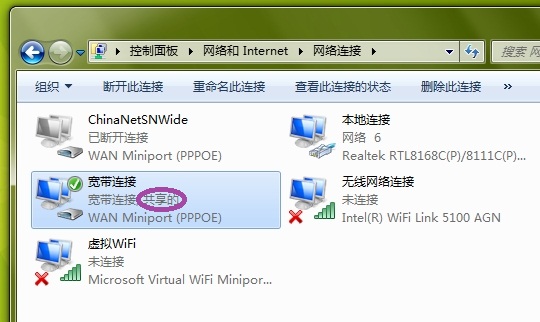 控制面板 ▸ 网络和 Internet ▸ 网络连接 ▸
搜索 网
组织 断开此连接 重命名此连接 查看此连接的状态 删除此连接 »
ChinaNetSNWide
已断开连接
WAN Miniport (PPPOE)
本地连接
网络 6
Realtek RTL8168C(P)/8111C(P)...
宽带连接
宽带连接 共享的
WAN Miniport (PPPOE)
无线网络连接
未连接
Intel(R) WiFi Link 5100 AGN
虚拟WiFi
未连接
Microsoft Virtual WiFi Minipor...